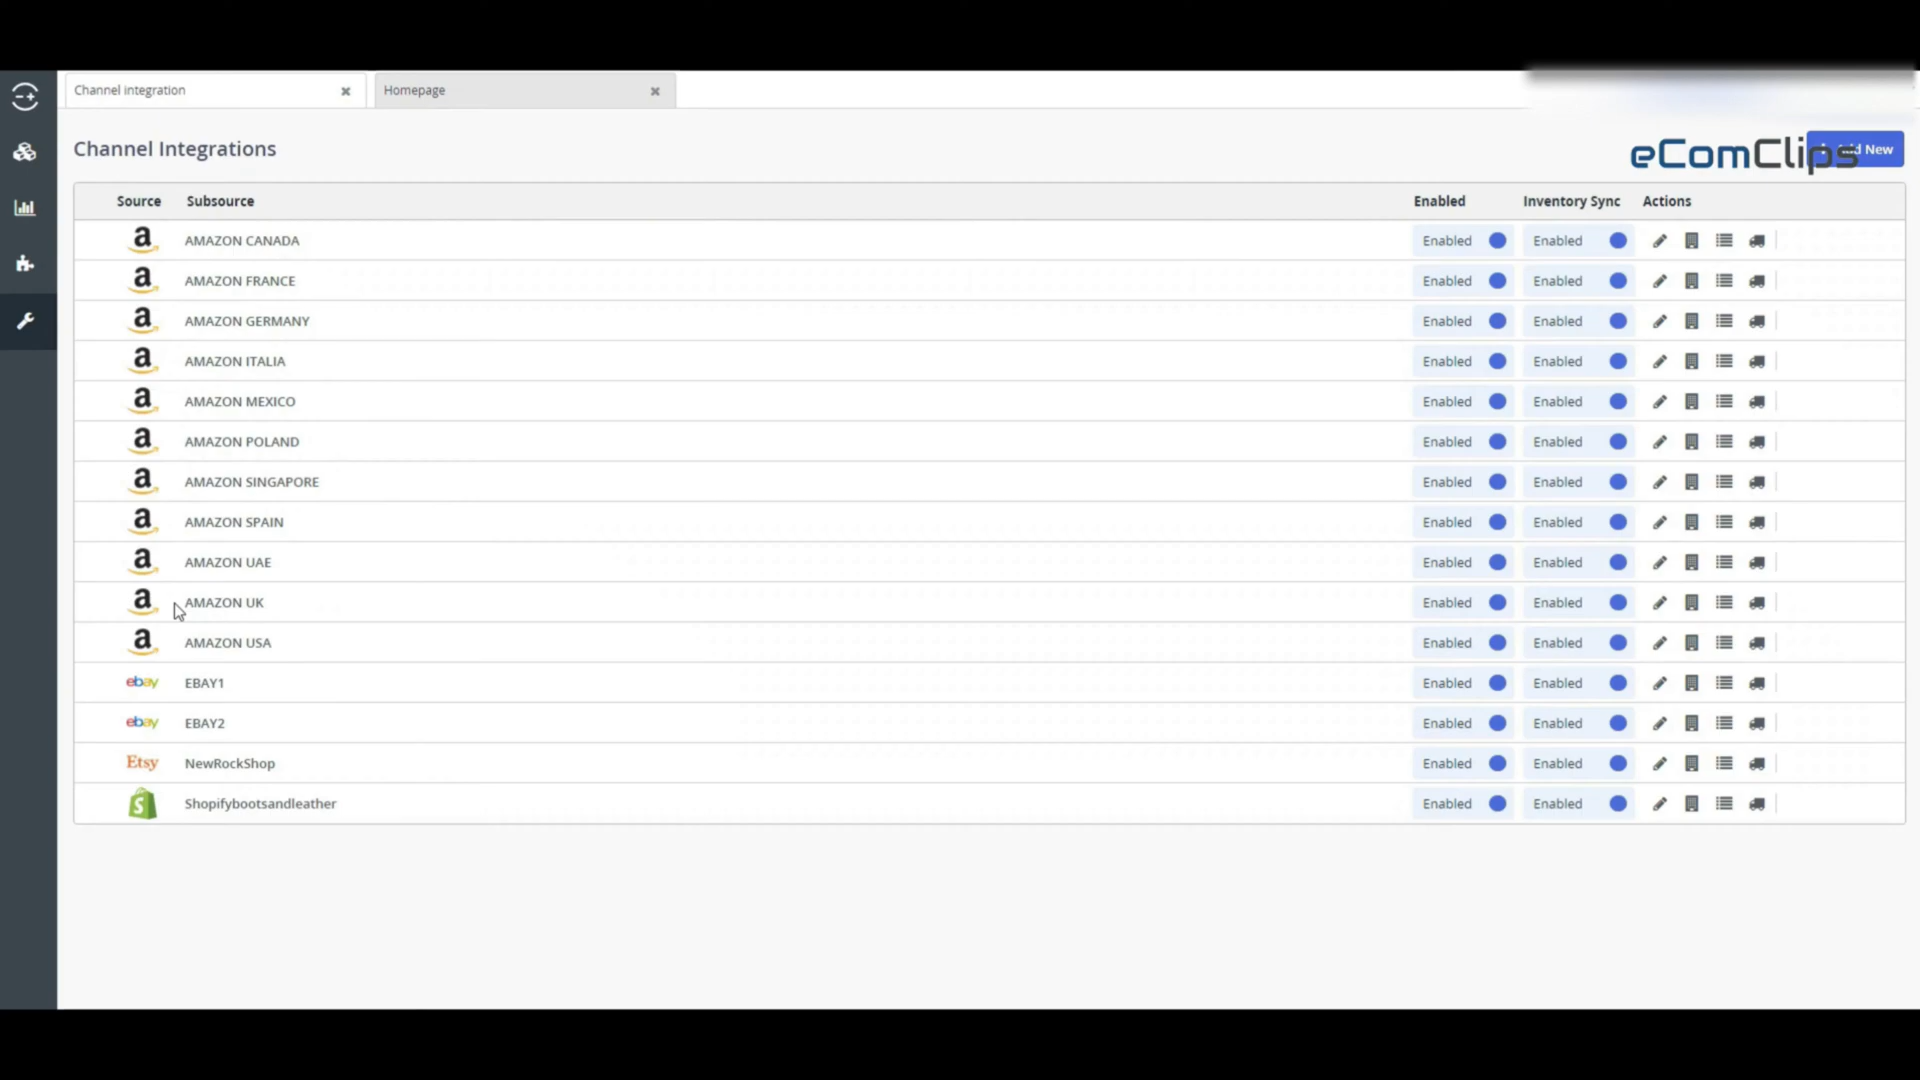 Channel integration
Homepage
Channel Integrations
eComClips
Add New
Source Subsource Enabled Inventory Sync Actions
a AMAZON CANADA Enabled Enabled
a AMAZON FRANCE Enabled Enabled
a AMAZON GERMANY Enabled Enabled
a AMAZON ITALIA Enabled Enabled
a AMAZON MEXICO Enabled Enabled
a AMAZON POLAND Enabled Enabled
a AMAZON SINGAPORE Enabled Enabled
a AMAZON SPAIN Enabled Enabled
a AMAZON UAE Enabled Enabled
a AMAZON UK Enabled Enabled
a AMAZON USA Enabled Enabled
ebay EBAY1 Enabled Enabled
ebay EBAY2 Enabled Enabled
Etsy NewRockShop Enabled Enabled
S Shopifybootsandleather Enabled Enabled